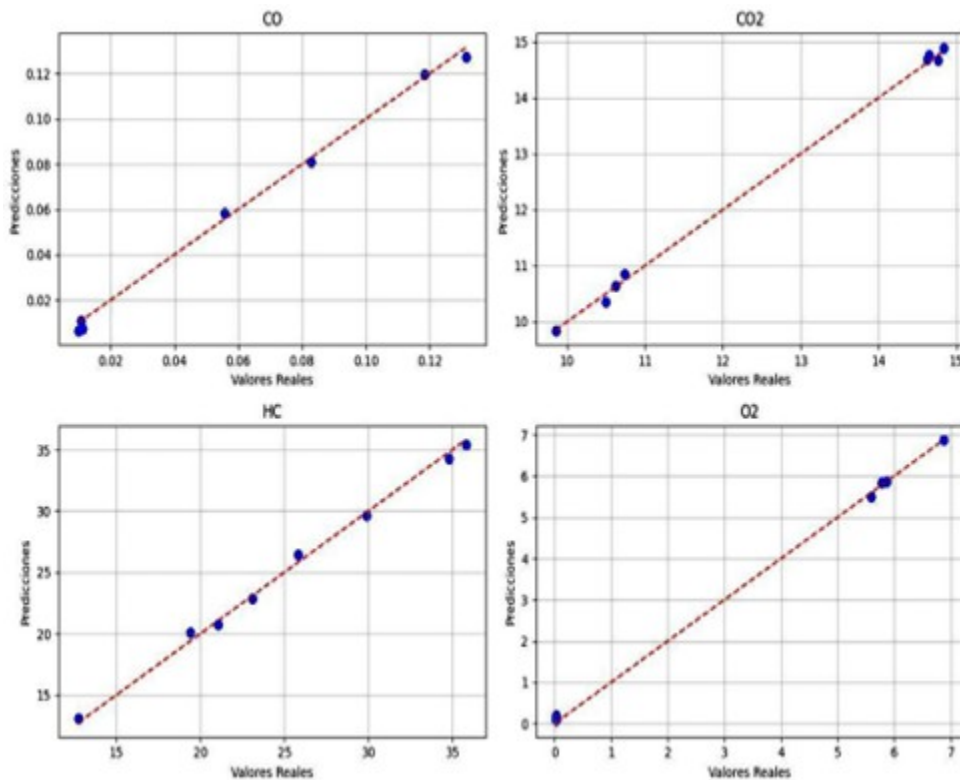 CO
0.12
0.10
0.08
0.06
0.04
0.02
Predicciones
0.02 0.04 0.06 0.08 0.10 0.12
Valores Reales
CO2
15
14
13
12
11
10
Predicciones
10 11 12 13 14 15
Valores Reales
HC
35
30
25
20
15
Predicciones
15 20 25 30 35
Valores Reales
O2
7
6
5
4
3
2
1
0
Predicciones
0 1 2 3 4 5 6 7
Valores Reales